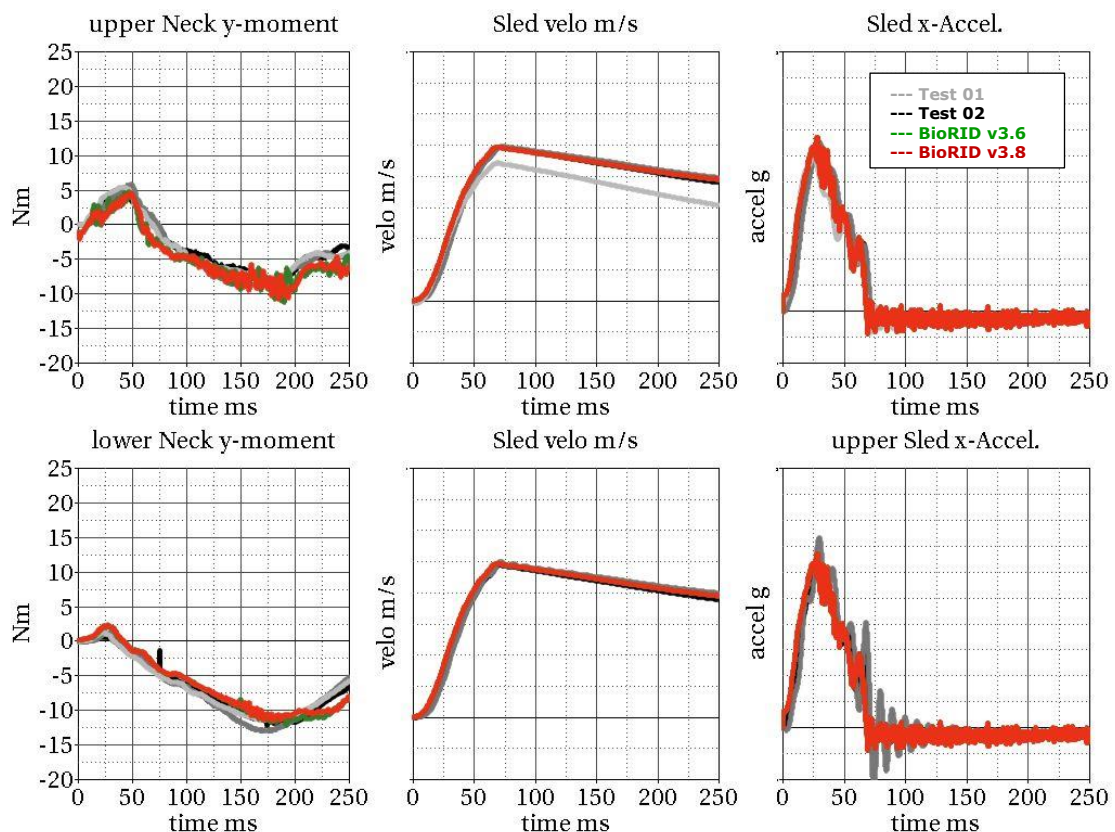 upper Neck y-moment
Sled velo m/s
Sled x-Accel.
25
20
15
10
5
0
-5
-10
-15
-20
Nm
0 50 100 150 200 250
time ms
velo m/s
0 50 100 150 200 250
time ms
accel g
--- Test 01
--- Test 02
--- BioRID v3.6
--- BioRID v3.8
0 50 100 150 200 250
time ms
lower Neck y-moment
Sled velo m/s
upper Sled x-Accel.
25
20
15
10
5
0
-5
-10
-15
-20
Nm
0 50 100 150 200 250
time ms
velo m/s
0 50 100 150 200 250
time ms
accel g
0 50 100 150 200 250
time ms